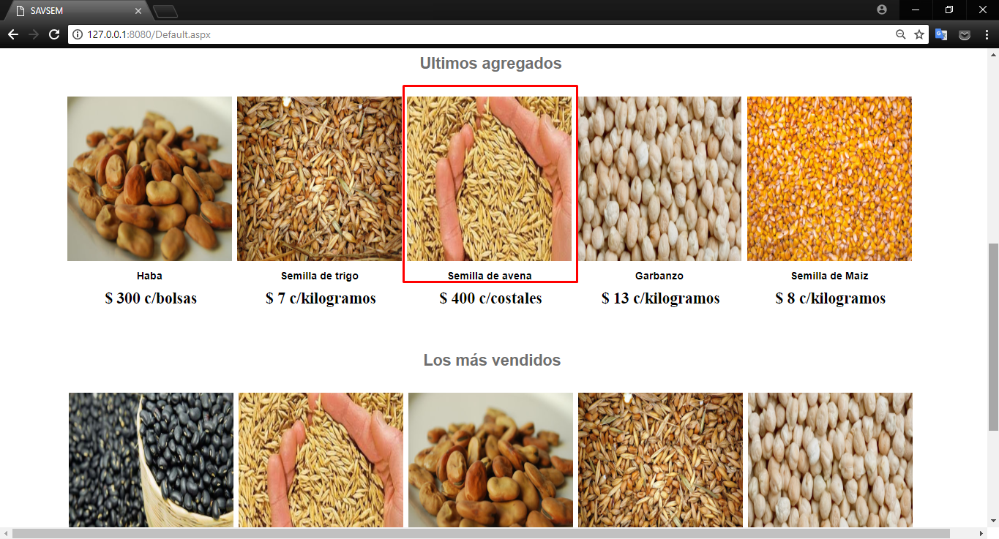 SAVSEM
127.0.0.1:8080/Default.aspx
Ultimos agregados
Haba
Semilla de trigo
Semilla de avena
Garbanzo
Semilla de Maiz
$ 300 c/bolsas
$ 7 c/kilogramos
$ 400 c/costales
$ 13 c/kilogramos
$ 8 c/kilogramos
Los más vendidos